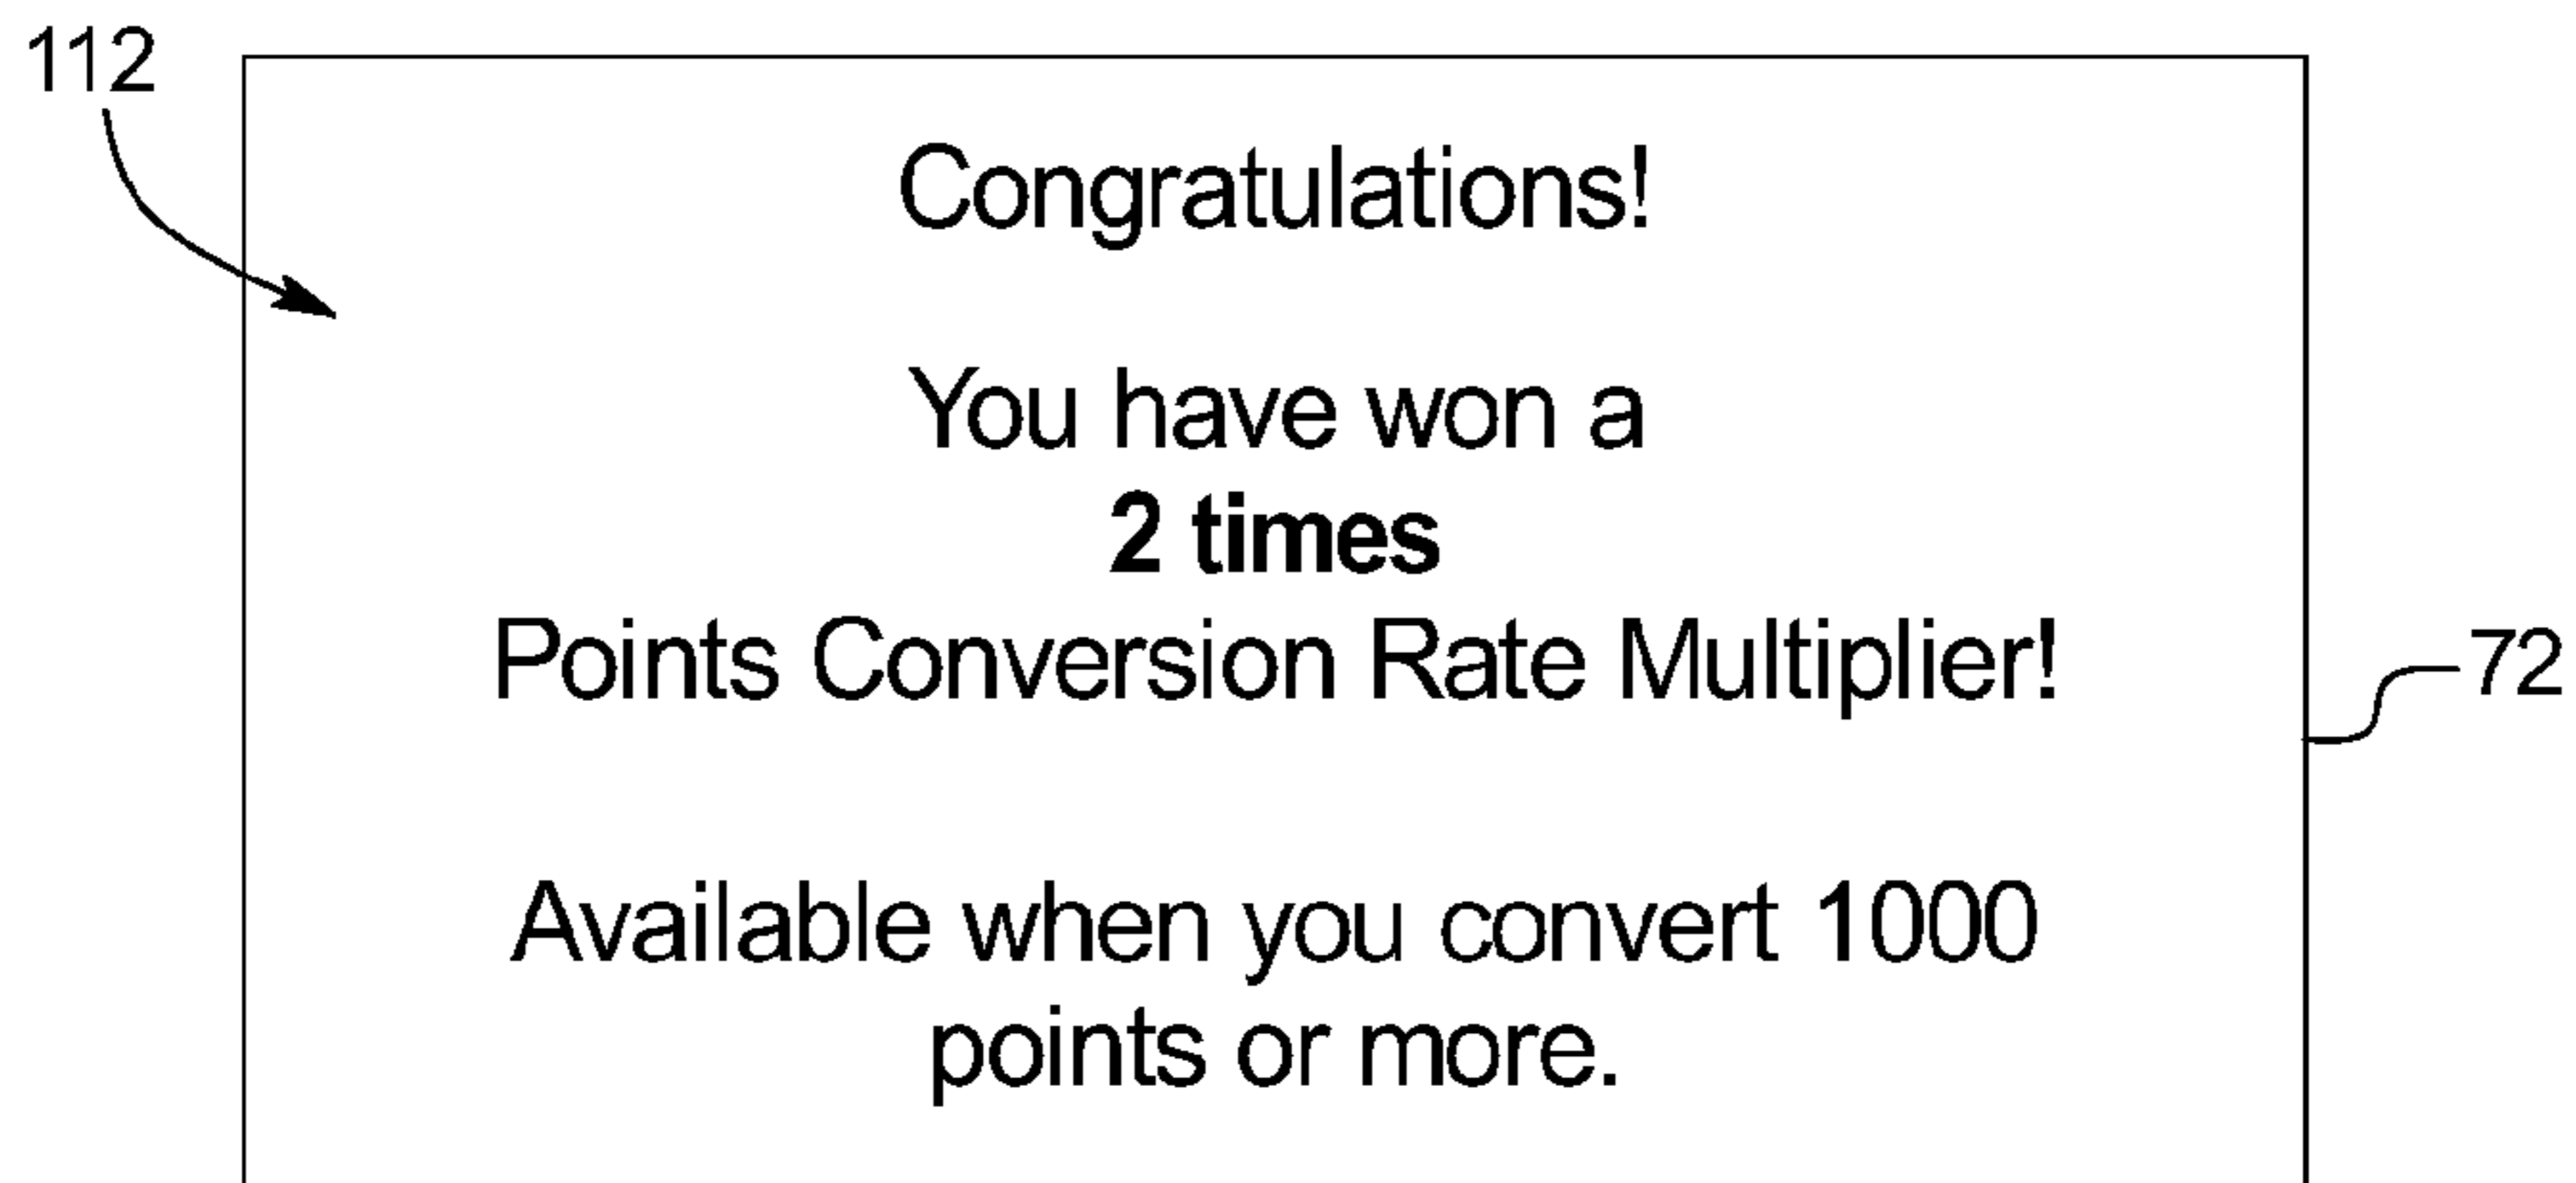 112
Congratulations!
You have won a
2 times
Points Conversion Rate Multiplier!
72
Available when you convert 1000
points or more.